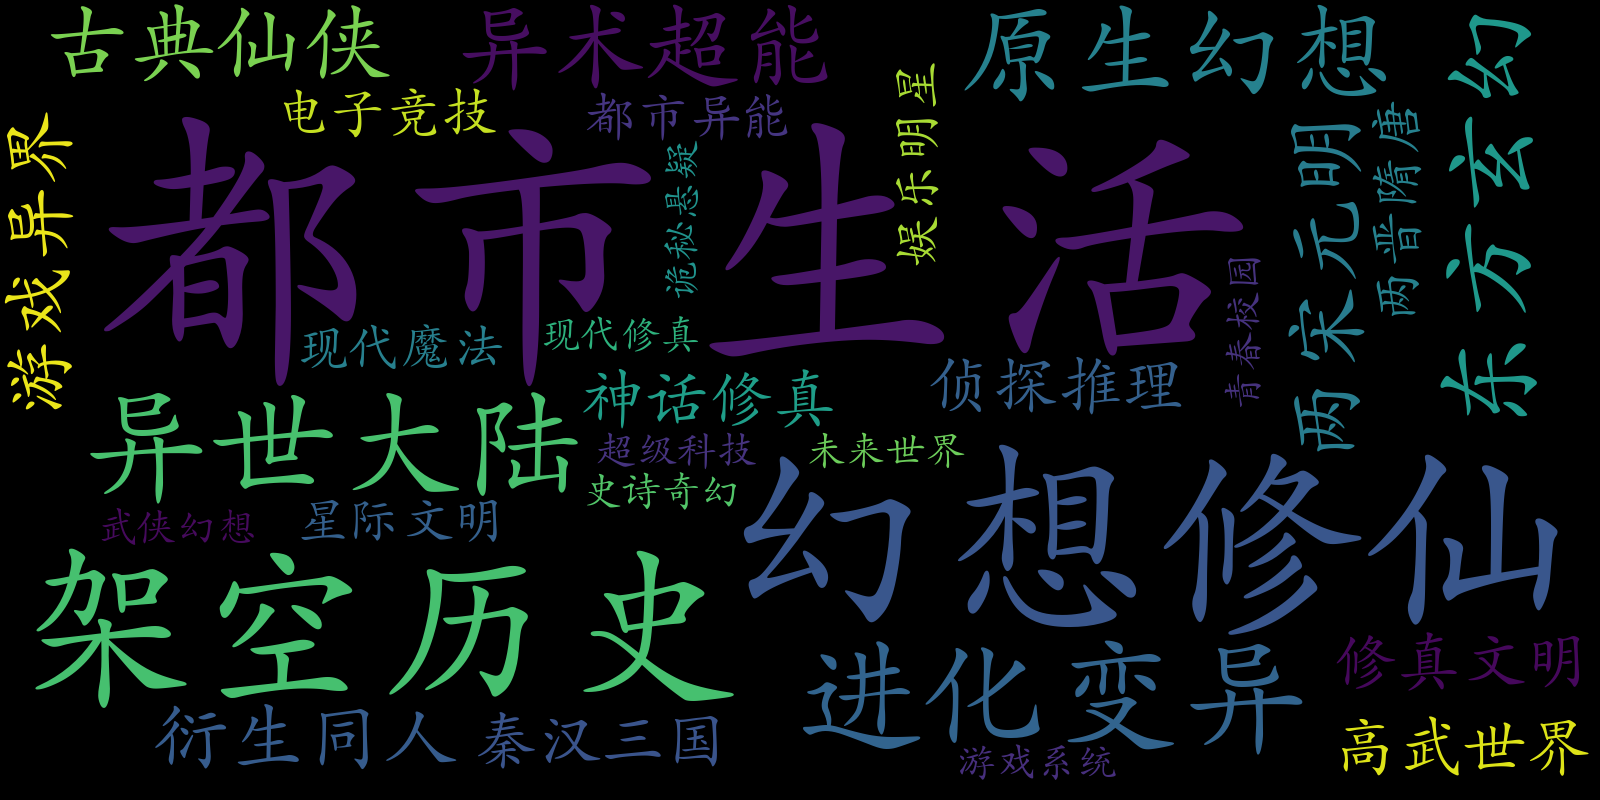 古典仙侠
异术超能
原生幻想
东方玄幻
电子竞技
都市异能
娱乐明星
两宋元明
两晋隋唐
游戏异界
都市生活
诡秘悬疑
青春校园
现代魔法
现代修真
神话修真
侦探推理
异世大陆
超级科技
未来世界
史诗奇幻
武侠幻想
星际文明
幻想修仙
架空历史
进化变异
修真文明
衍生同人
秦汉三国
游戏系统
高武世界